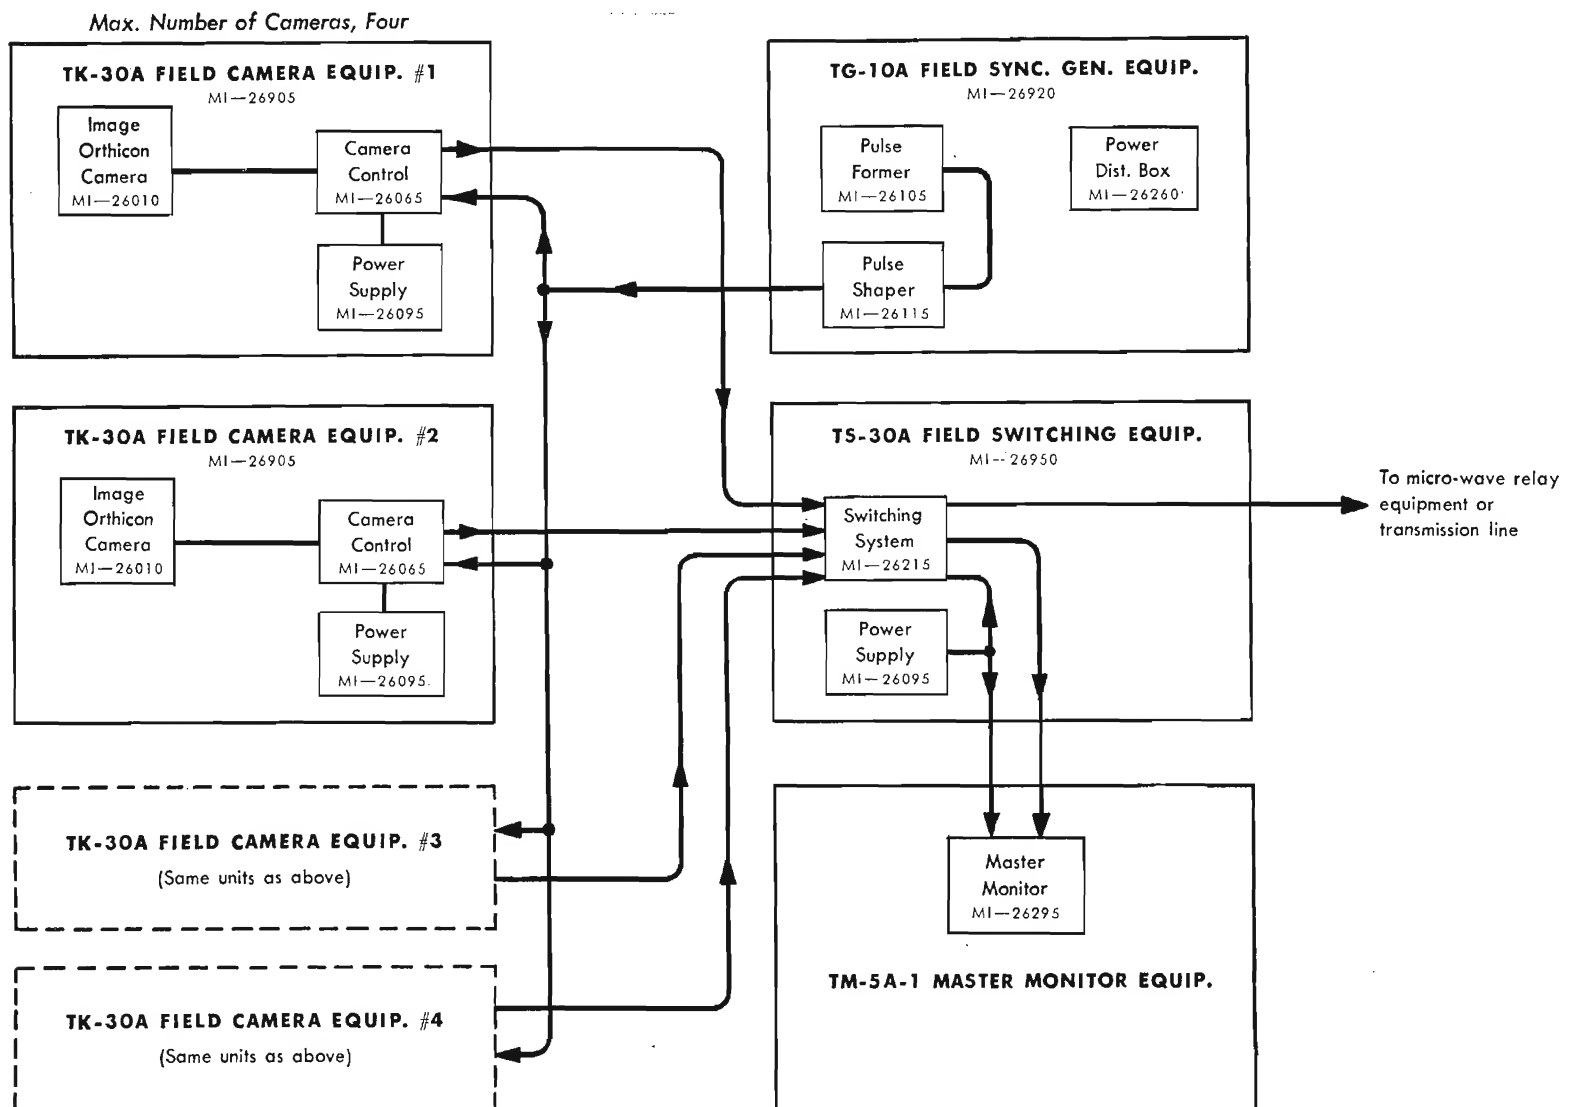 Max. Number of Cameras, Four
TK-30A FIELD CAMERA EQUIP. #1
MI—26905
Image
Orthicon
Camera
MI—26010
Camera
Control
MI—26065
Power
Supply
MI—26095
TG-10A FIELD SYNC. GEN. EQUIP.
MI—26920
Pulse
Former
MI—26105
Power
Dist. Box
MI—26260
Pulse
Shaper
MI—26115
TK-30A FIELD CAMERA EQUIP. #2
MI—26905
Image
Orthicon
Camera
MI—26010
Camera
Control
MI—26065
Power
Supply
MI—26095
TS-30A FIELD SWITCHING EQUIP.
MI—26950
Switching
System
MI—26215
Power
Supply
MI—26095
To micro-wave relay
equipment or
transmission line
TK-30A FIELD CAMERA EQUIP. #3
(Same units as above)
TK-30A FIELD CAMERA EQUIP. #4
(Same units as above)
Master
Monitor
MI—26295
TM-5A-1 MASTER MONITOR EQUIP.